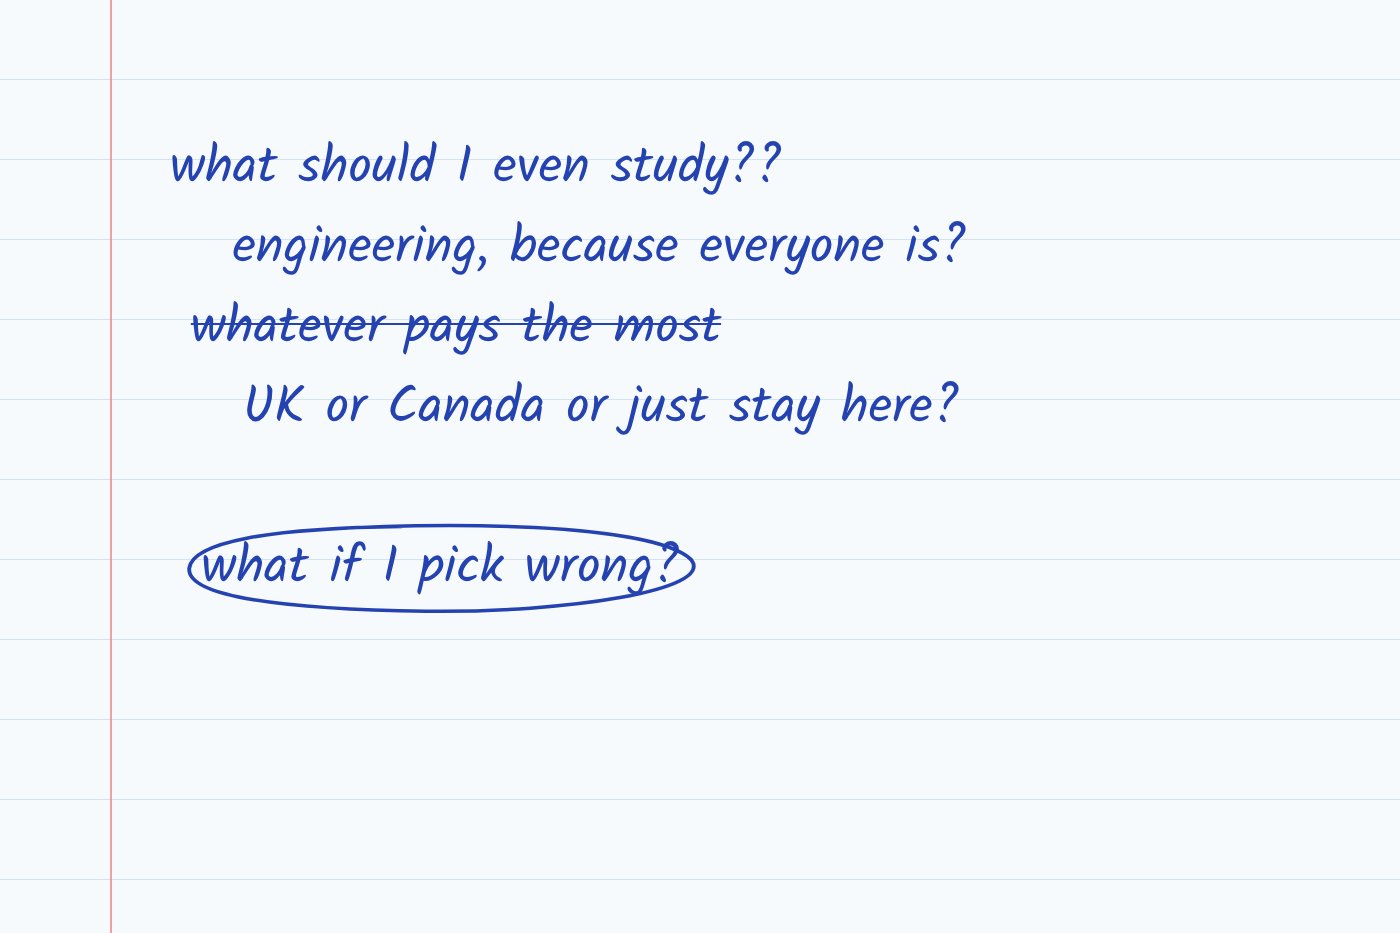 what should I even study??
engineering, because everyone is?
whatever pays the most
UK or Canada or just stay here?
what if I pick wrong?